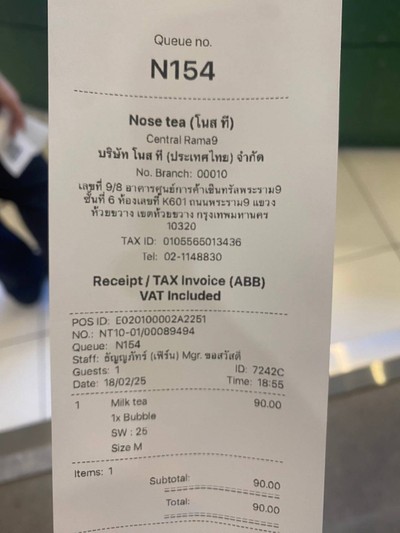 Queue no.
N154
Nose tea (โนส ที)
Central Rama9
บริษัท โนส ที (ประเทศไทย) จำกัด
No. Branch: 00010
เลขที่ 9/8 อาคารศูนย์การค้าเซ็นทรัลพระราม9
ชั้นที่ 6 ห้องเลขที่ K601 ถนนพระราม9 แขวง
ห้วยขวาง เขตห้วยขวาง กรุงเทพมหานคร
10320
TAX ID: 0105565013436
Tel: 02-1148830
Receipt / TAX Invoice (ABB)
VAT Included
POS ID: E020100002A2251
NO.: NT10-01/00089494
Queue: N154
Staff: ธัญญภัทร์ (เฟิร์น) Mgr. ขอสวัสดิ์
Guests: 1 ID: 7242C
Date: 18/02/25 Time: 18:55
1 Milk tea 90.00
1x Bubble
SW : 25
Size M
Items: 1
Subtotal: 90.00
Total: 90.00